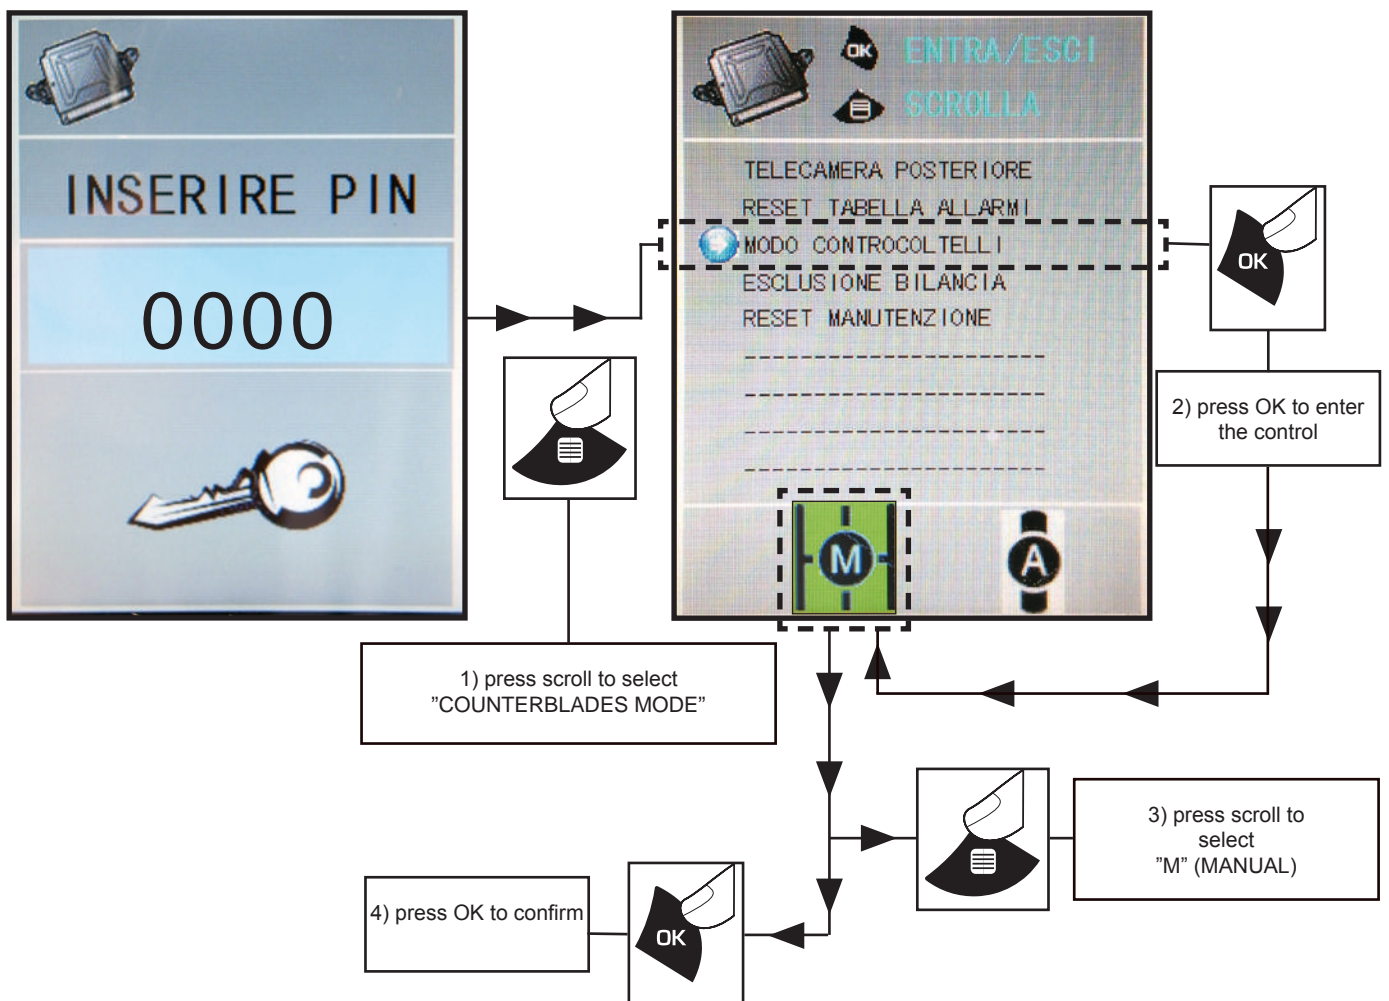 INSERIRE PIN
0000
OK ENTRA/ESCI
SCROLLA
TELECAMERA POSTERIORE
RESET TABELLA ALLARMI
MODO CONTROCOLTELLI
ESCLUSIONE BILANCIA
RESET MANUTENZIONE
M
A
OK
1) press scroll to select
”COUNTERBLADES MODE”
2) press OK to enter
the control
3) press scroll to
select
”M” (MANUAL)
4) press OK to confirm
OK